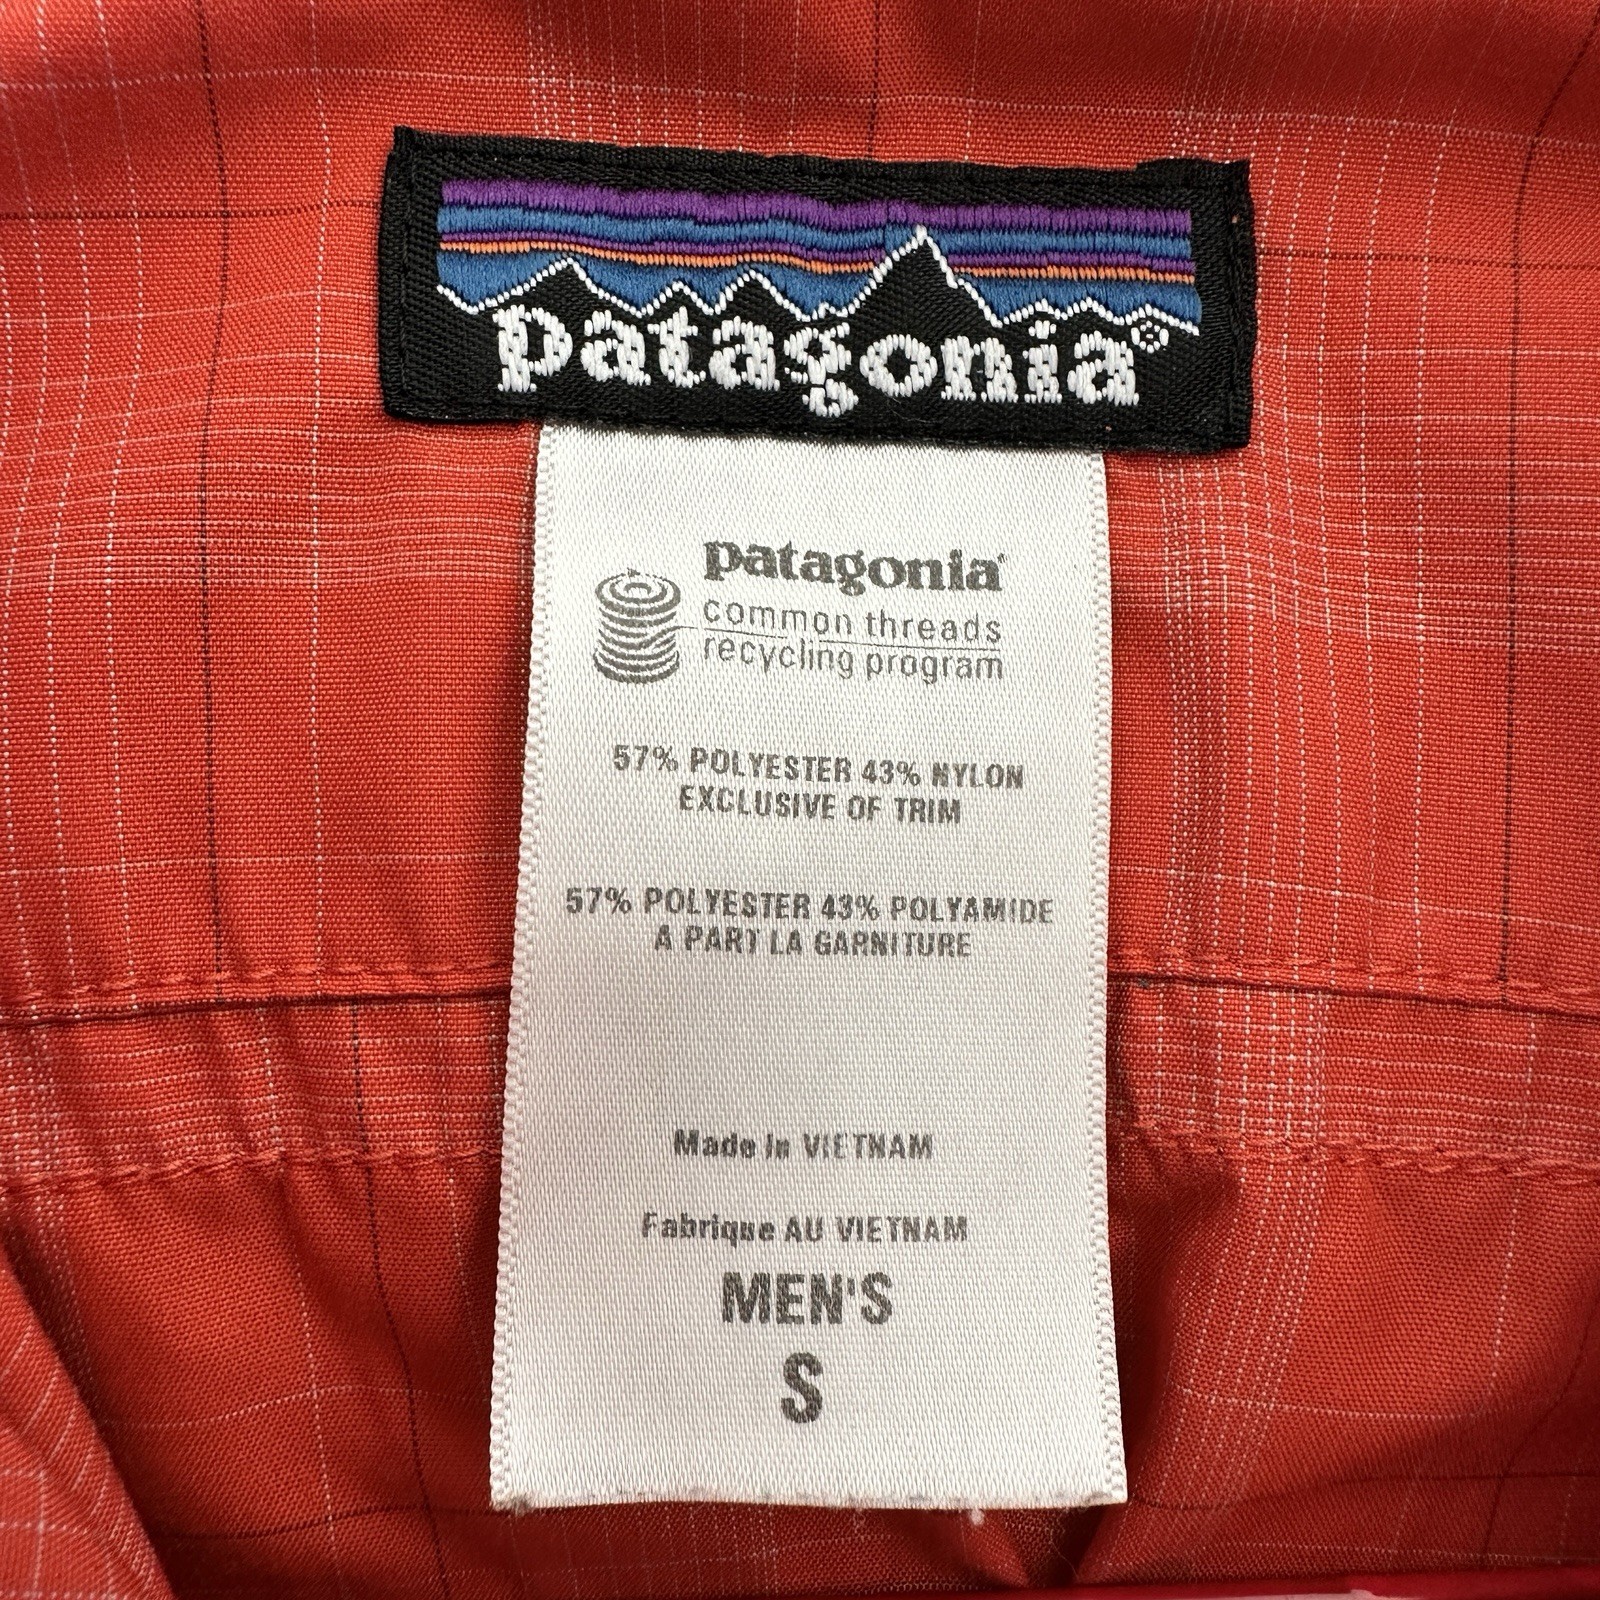 patagonia®
patagonia®
common threads
recycling program
57% POLYESTER 43% NYLON
EXCLUSIVE OF TRIM
57% POLYESTER 43% POLYAMIDE
A PART LA GARNITURE
Made In VIETNAM
Fabrique AU VIETNAM
MEN'S
S